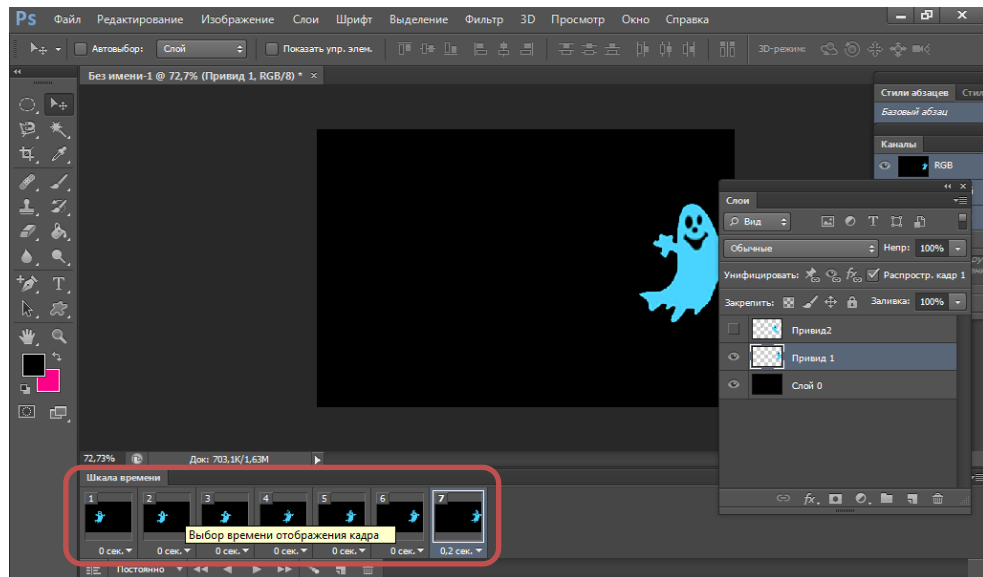 Ps Файл Редактирование Изображение Слои Шрифт Выделение Фильтр 3D Просмотр Окно Справка
Автовыбор: Слой Показать упр. элем. 3D-режим:
Без имени-1 @ 72,7% (Привид 1, RGB/8) * ×
Стили абзацев
Базовый абзац
Каналы
RGB
Слои
Вид
Обычные Непр: 100%
Унифицировать: Распростр. кадр 1
Закрепить: Заливка: 100%
Привид2
Привид 1
Слой 0
72,73% Док: 703,1K/1,63M
Шкала времени
1 2 3 4 5 6 7
Выбор времени отображения кадра
0 сек. 0 сек. 0 сек. 0 сек. 0 сек. 0 сек. 0,2 сек.
Постоянно